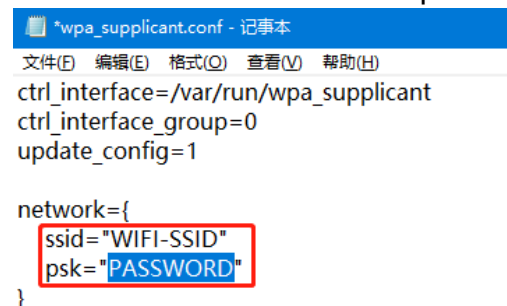 *wpa_supplicant.conf - 记事本
文件(F) 编辑(E) 格式(O) 查看(V) 帮助(H)
ctrl_interface=/var/run/wpa_supplicant
ctrl_interface_group=0
update_config=1
network={
ssid="WIFI-SSID"
psk="PASSWORD"
}